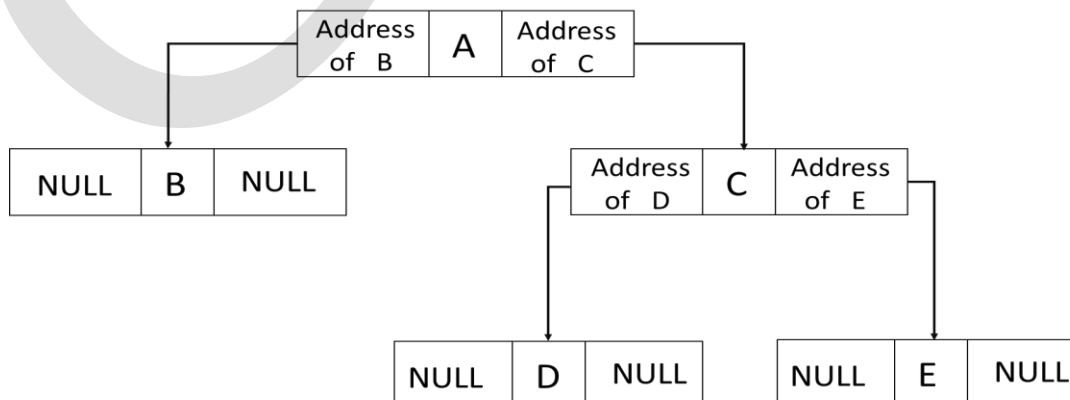 Address
of B
A
Address
of C
NULL
B
NULL
Address
of D
C
Address
of E
NULL
D
NULL
NULL
E
NULL